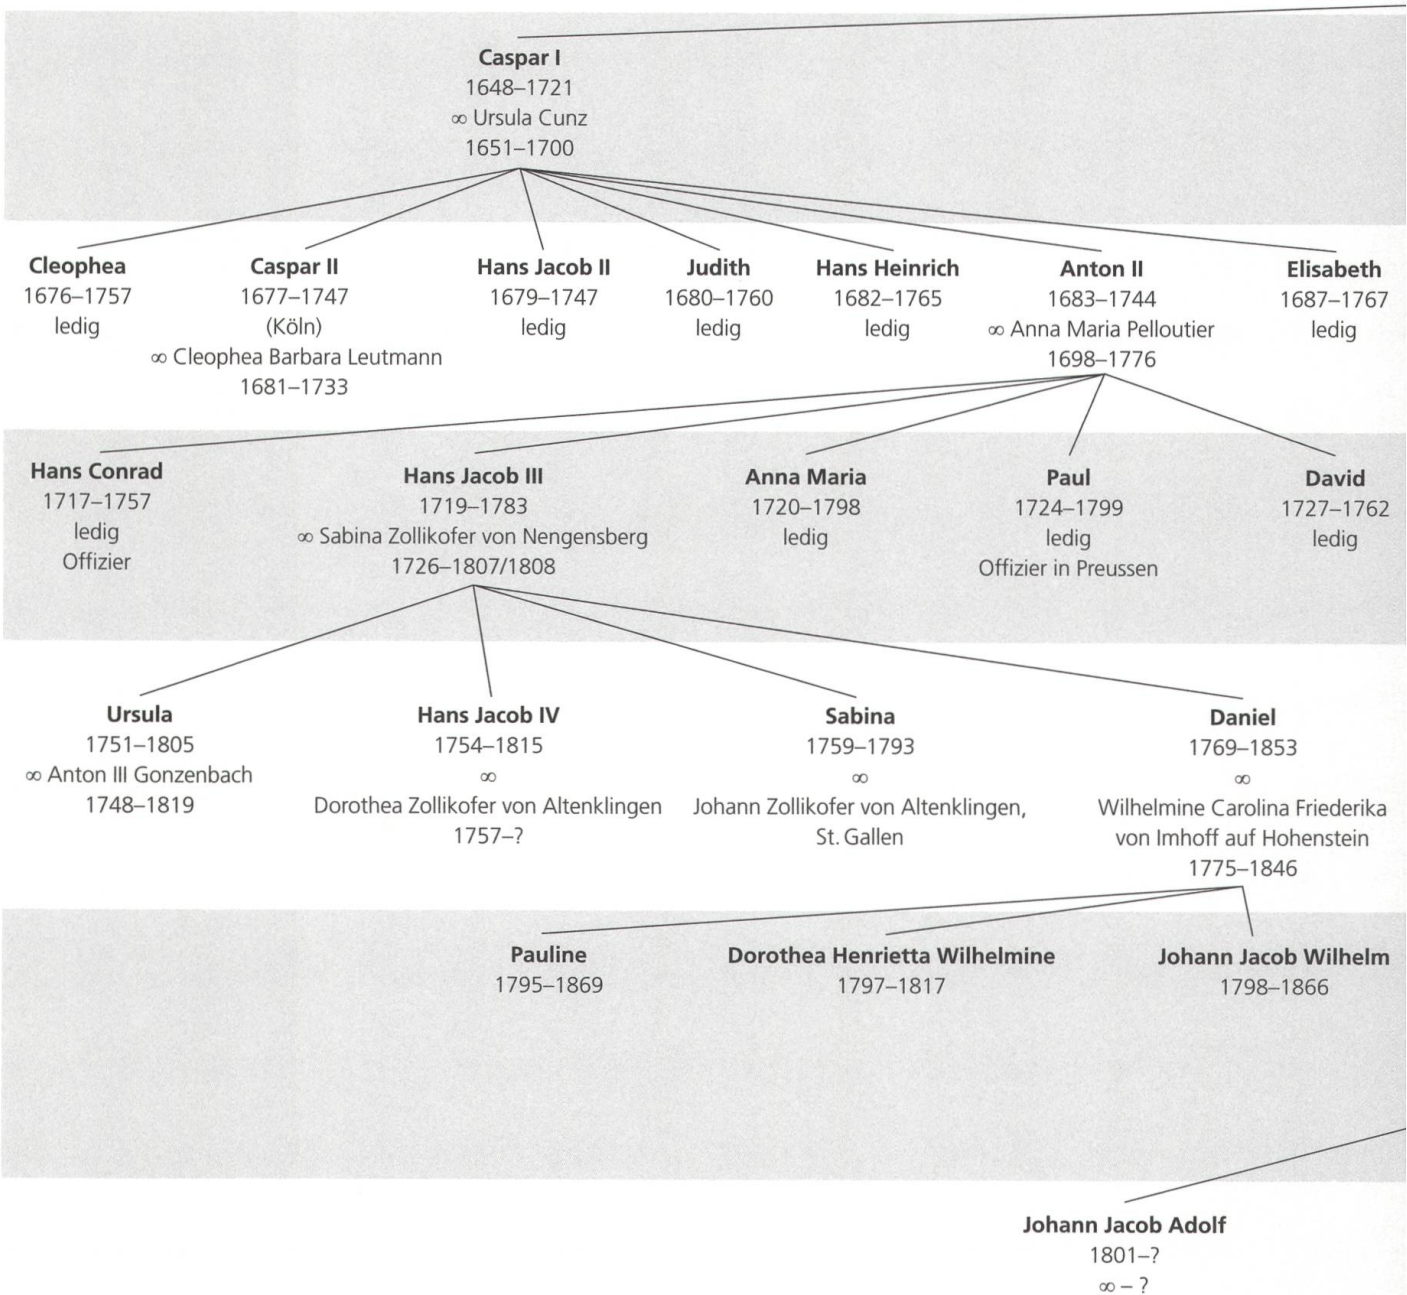 Caspar I
1648–1721
∞ Ursula Cunz
1651–1700
Cleophea
1676–1757
ledig
Caspar II
1677–1747
(Köln)
∞ Cleophea Barbara Leutmann
1681–1733
Hans Jacob II
1679–1747
ledig
Judith
1680–1760
ledig
Hans Heinrich
1682–1765
ledig
Anton II
1683–1744
∞ Anna Maria Pelloutier
1698–1776
Elisabeth
1687–1767
ledig
Hans Conrad
1717–1757
ledig
Offizier
Hans Jacob III
1719–1783
∞ Sabina Zollikofer von Nengensberg
1726–1807/1808
Anna Maria
1720–1798
ledig
Paul
1724–1799
ledig
Offizier in Preussen
David
1727–1762
ledig
Ursula
1751–1805
∞ Anton III Gonzenbach
1748–1819
Hans Jacob IV
1754–1815
∞
Dorothea Zollikofer von Altenklingen
1757–?
Sabina
1759–1793
∞
Johann Zollikofer von Altenklingen,
St. Gallen
Daniel
1769–1853
∞
Wilhelmine Carolina Friederika
von Imhoff auf Hohenstein
1775–1846
Pauline
1795–1869
Dorothea Henrietta Wilhelmine
1797–1817
Johann Jacob Wilhelm
1798–1866
Johann Jacob Adolf
1801–?
∞ – ?